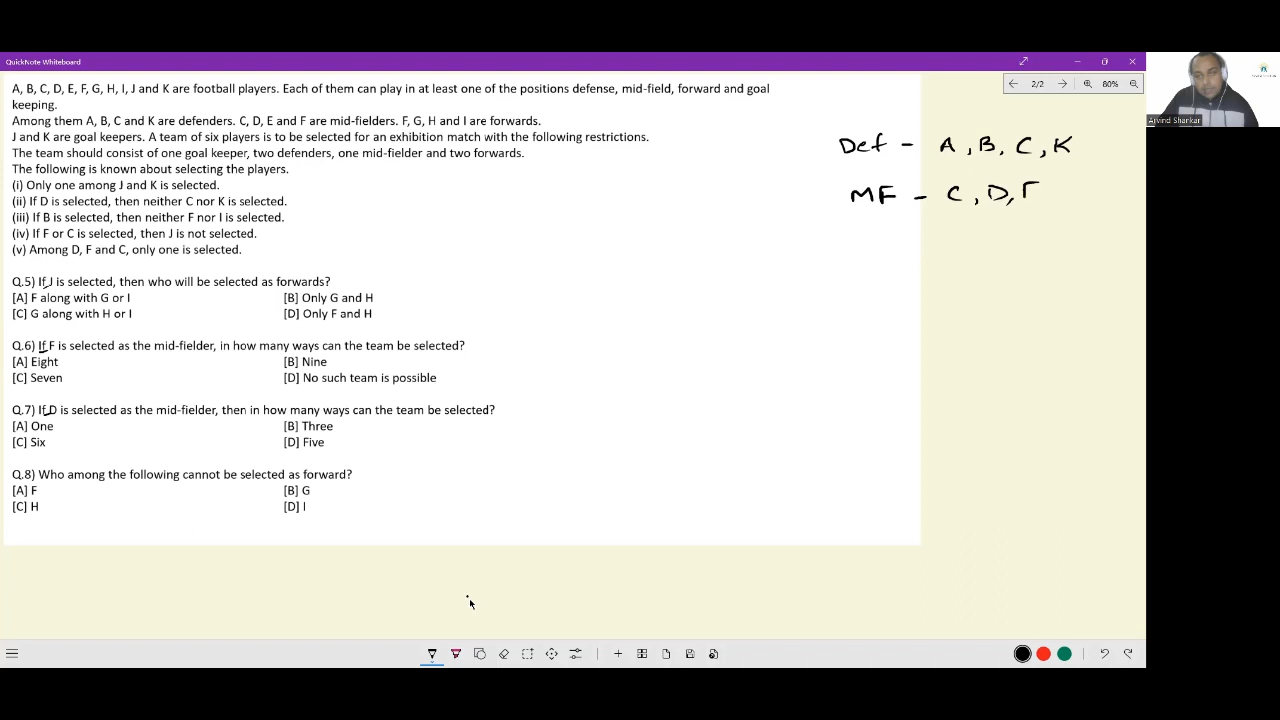 QuickNote Whiteboard
2/2
80%
Arvind Shankar
A, B, C, D, E, F, G, H, I, J and K are football players. Each of them can play in at least one of the positions defense, mid-field, forward and goal
keeping.
Among them A, B, C and K are defenders. C, D, E and F are mid-fielders. F, G, H and I are forwards.
J and K are goal keepers. A team of six players is to be selected for an exhibition match with the following restrictions.
The team should consist of one goal keeper, two defenders, one mid-fielder and two forwards.
The following is known about selecting the players.
(i) Only one among J and K is selected.
(ii) If D is selected, then neither C nor K is selected.
(iii) If B is selected, then neither F nor I is selected.
(iv) If F or C is selected, then J is not selected.
(v) Among D, F and C, only one is selected.
Def - A, B, C, K
MF - C, D,
Q.5) If J is selected, then who will be selected as forwards?
[A] F along with G or I [B] Only G and H
[C] G along with H or I [D] Only F and H
Q.6) If F is selected as the mid-fielder, in how many ways can the team be selected?
[A] Eight [B] Nine
[C] Seven [D] No such team is possible
Q.7) If D is selected as the mid-fielder, then in how many ways can the team be selected?
[A] One [B] Three
[C] Six [D] Five
Q.8) Who among the following cannot be selected as forward?
[A] F [B] G
[C] H [D] I